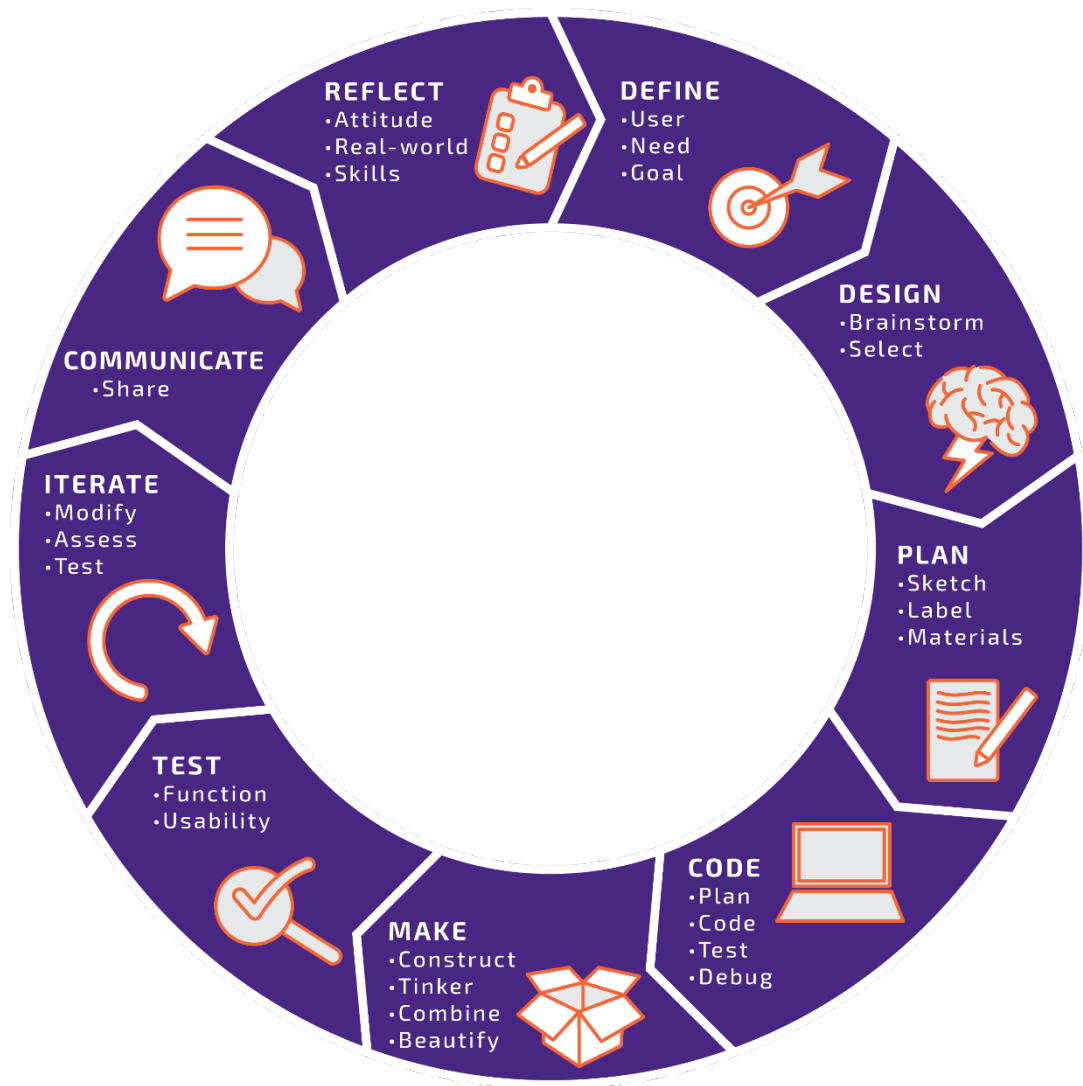 DEFINE
•User
•Need
•Goal
DESIGN
•Brainstorm
•Select
PLAN
•Sketch
•Label
•Materials
CODE
•Plan
•Code
•Test
•Debug
MAKE
•Construct
•Tinker
•Combine
•Beautify
TEST
•Function
•Usability
ITERATE
•Modify
•Assess
•Test
COMMUNICATE
•Share
REFLECT
•Attitude
•Real-world
•Skills